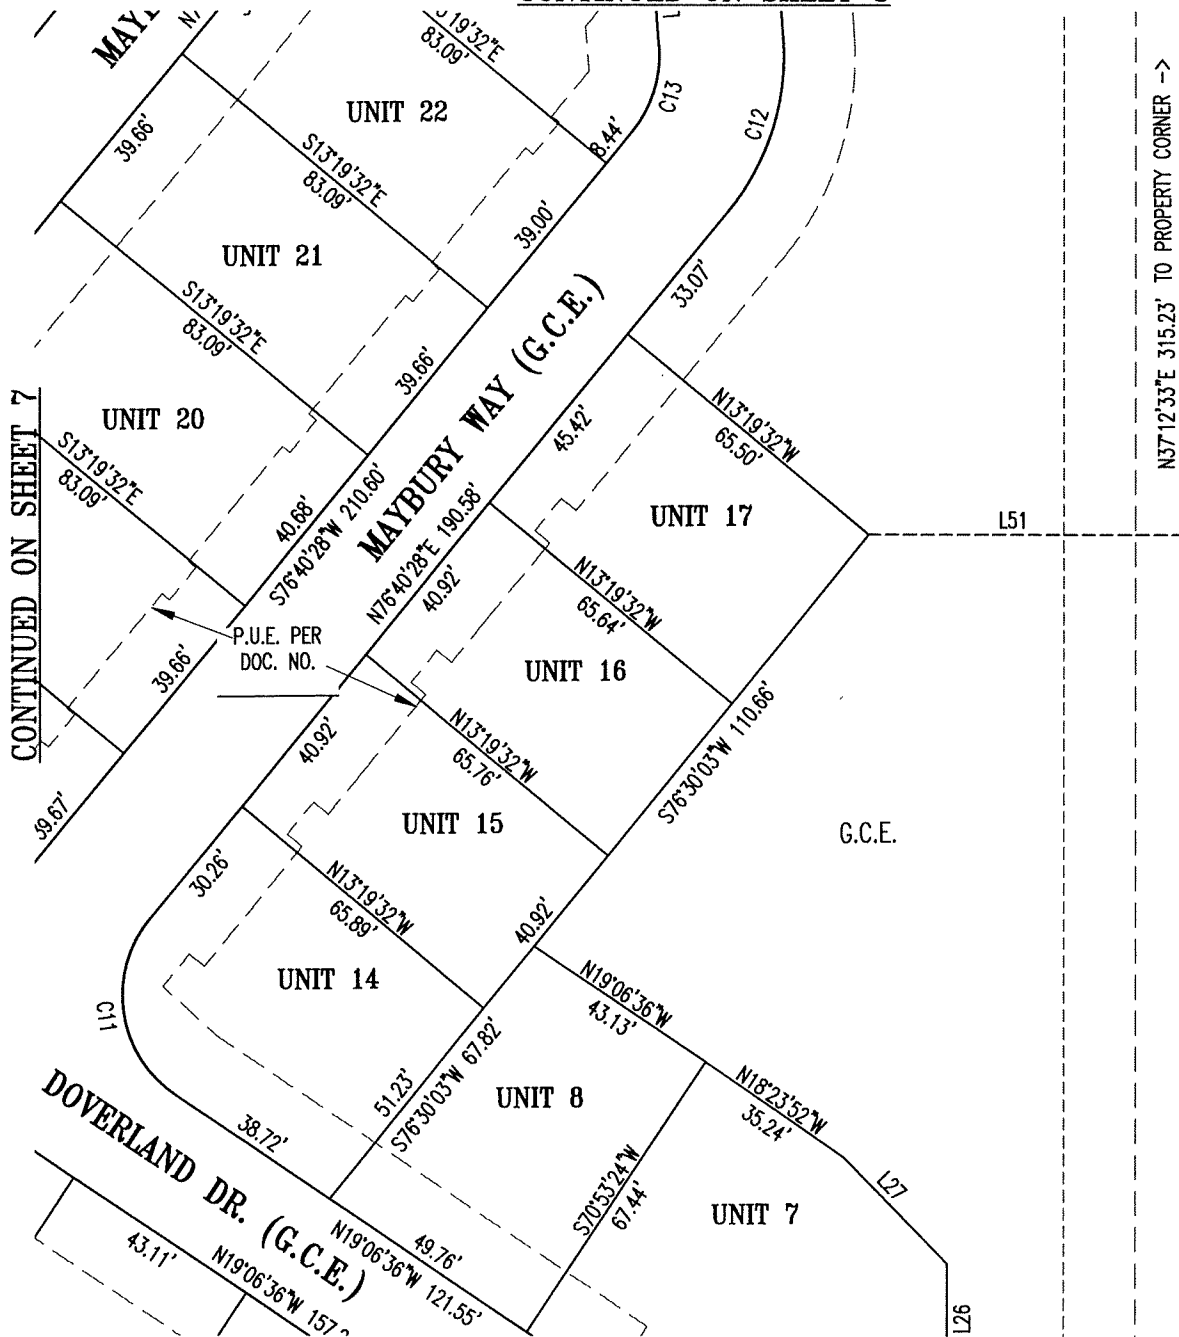 MAYB
N7
S13°19'32"E
83.09'
L
UNIT 22
39.66'
S13°19'32"E
83.09'
8.44'
C13
C12
39.00'
UNIT 21
33.07'
S13°19'32"E
83.09'
39.66'
MAYBURY WAY (G.C.E.)
45.42'
N13°19'32"W
65.50'
N37°12'33"E 315.23' TO PROPERTY CORNER ->
UNIT 20
S13°19'32"E
83.09'
CONTINUED ON SHEET 7
40.68'
S76°40'28"W 210.60'
N76°40'28"E 190.58'
40.92'
UNIT 17
L51
N13°19'32"W
65.64'
P.U.E. PER
DOC. NO.
39.66'
UNIT 16
40.92'
N13°19'32"W
65.76'
S76°30'03"W 110.66'
39.67'
UNIT 15
G.C.E.
30.26'
N13°19'32"W
65.89'
40.92'
UNIT 14
N19°06'36"W
43.13'
C11
51.23'
S76°30'03"W 67.82'
UNIT 8
N18°23'52"W
35.24'
DOVERLAND DR. (G.C.E.)
38.72'
S70°53'24"W
67.44'
L27
UNIT 7
43.11'
N19°06'36"W 157.
49.76'
N19°06'36"W 121.55'
L26